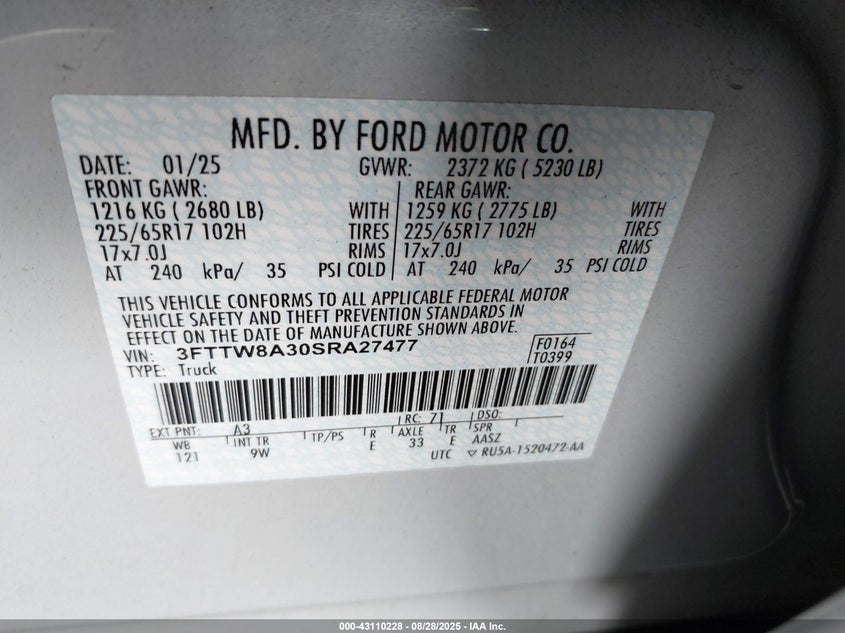 MFD. BY FORD MOTOR CO.
DATE: 01/25 GVWR: 2372 KG ( 5230 LB)
FRONT GAWR: REAR GAWR:
1216 KG ( 2680 LB) WITH 1259 KG ( 2775 LB) WITH
225/65R17 102H TIRES 225/65R17 102H TIRES
17x7.0J RIMS 17x7.0J RIMS
AT 240 kPa/ 35 PSI COLD AT 240 kPa/ 35 PSI COLD
THIS VEHICLE CONFORMS TO ALL APPLICABLE FEDERAL MOTOR
VEHICLE SAFETY AND THEFT PREVENTION STANDARDS IN
EFFECT ON THE DATE OF MANUFACTURE SHOWN ABOVE.
VIN: 3FTTW8A30SRA27477 F0164
TYPE: Truck T0399
EXT PNT: A3 RC: 71 DSO:
WB INT TR TP/PS R AXLE TR SPR
121 9W E 33 E AASZ
UTC ▽ RU5A-1520472-AA
000-43110228 - 08/28/2025 - IAA Inc.